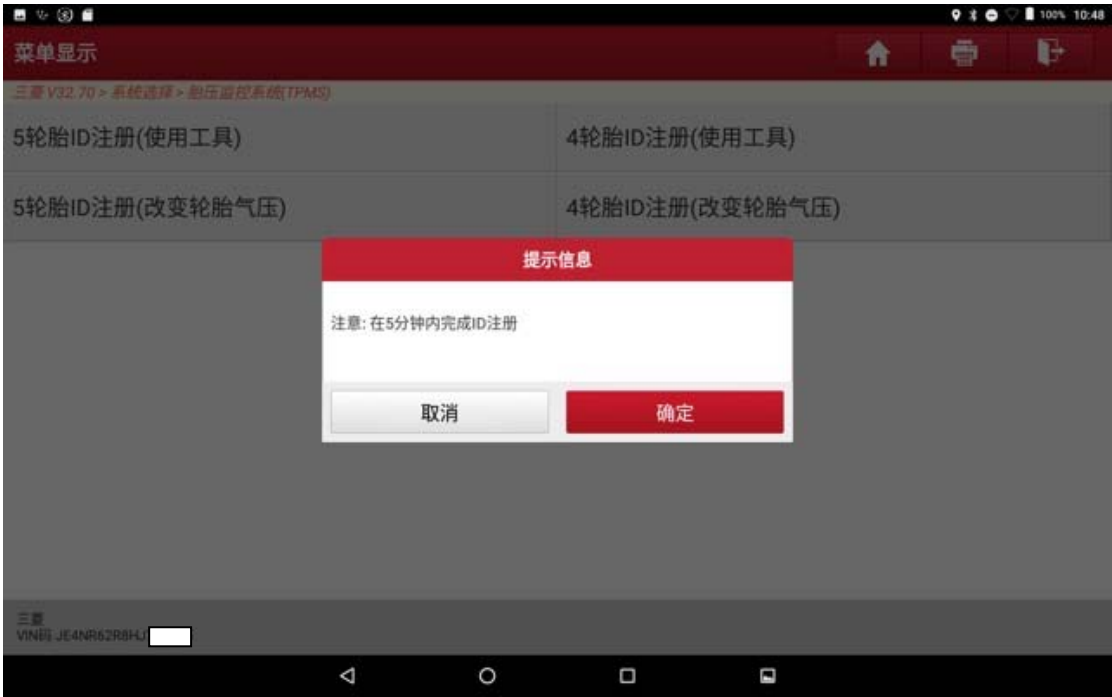 100% 10:48
菜单显示
三菱 V32.70 > 系统选择 > 胎压监控系统(TPMS)
5轮胎ID注册(使用工具)
4轮胎ID注册(使用工具)
5轮胎ID注册(改变轮胎气压)
4轮胎ID注册(改变轮胎气压)
提示信息
注意: 在5分钟内完成ID注册
取消
确定
三菱
VIN码 JE4NR62R8HJ